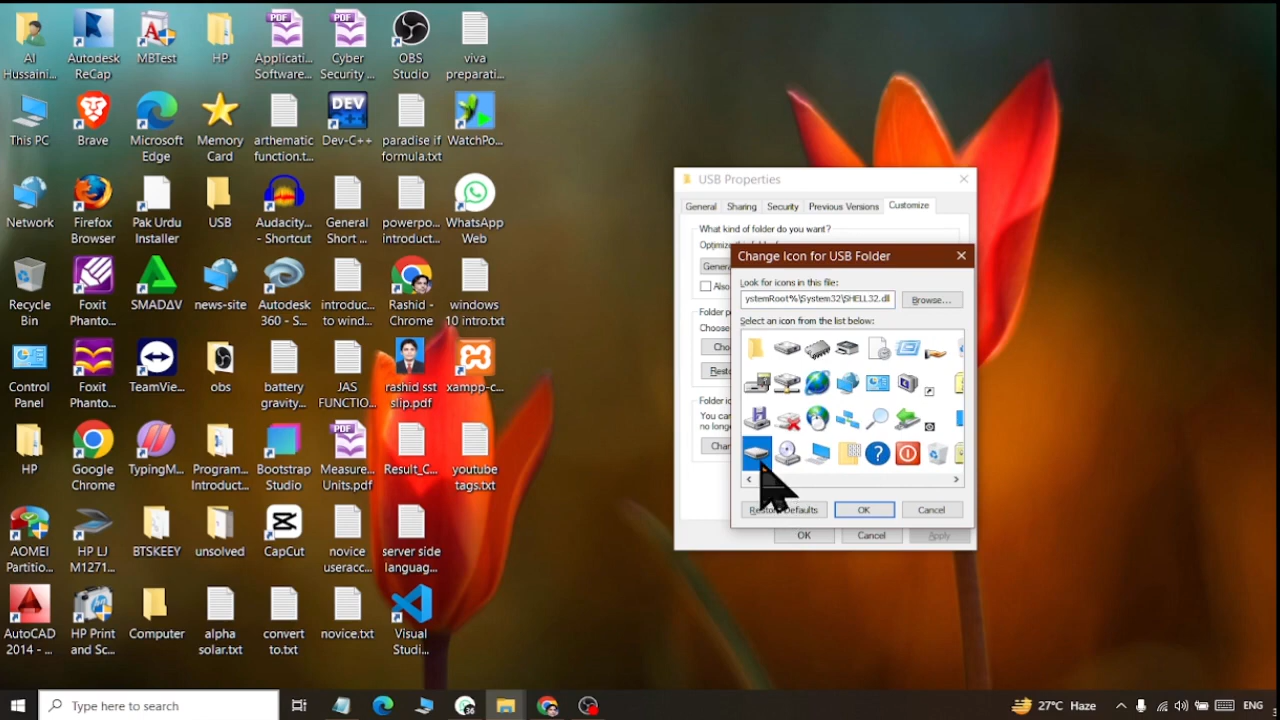 AI
Hussaini...
Autodesk
ReCap
MBTest
HP
Applicati...
Software...
Cyber
Security ...
OBS
Studio
viva
preparati...
This PC
Brave
Microsoft
Edge
Memory
Card
arthematic
function.t...
Dev-C++
paradise if
formula.txt
WatchPo...
Network
Firefox
Browser
Pak Urdu
Installer
USB
Audacity...
- Shortcut
General
Short ...
powerpo...
introduct...
WhatsApp
Web
Recycle
Bin
Foxit
Phanto...
SMADΔV
news-site
Autodesk
360 - S...
introduc...
to wind...
Rashid -
Chrome
windows
10 intro.txt
Control
Panel
Foxit
Phanto...
TeamVie...
obs
battery
gravity...
JAS
FUNCTIO...
rashid sst
slip.pdf
xampp-c...
HP
Google
Chrome
TypingM...
Program...
Introduct...
Bootstrap
Studio
Measure...
Units.pdf
Result_C...
youtube
tags.txt
AOMEI
Partitio...
HP LJ
M1271...
BTSKEEY
unsolved
CapCut
novice
useracc...
server side
languag...
AutoCAD
2014 - ...
HP Print
and Sc...
Computer
alpha
solar.txt
convert
to.txt
novice.txt
Visual
Studi...
PDF
PDF
DEV
PDF
USB Properties
General Sharing Security Previous Versions Customize
What kind of folder do you want?
Optimize this folder f
Gener
Also
Folder p
Choose
Cho
Resto
Folder ic
You can
no longe
Char
OK Cancel Apply
Change Icon for USB Folder
Look for icons in this file:
ystemRoot%\System32\SHELL32.dll Browse...
Select an icon from the list below:
Restore Defaults OK Cancel
Type here to search
36
27°C Haze ENG